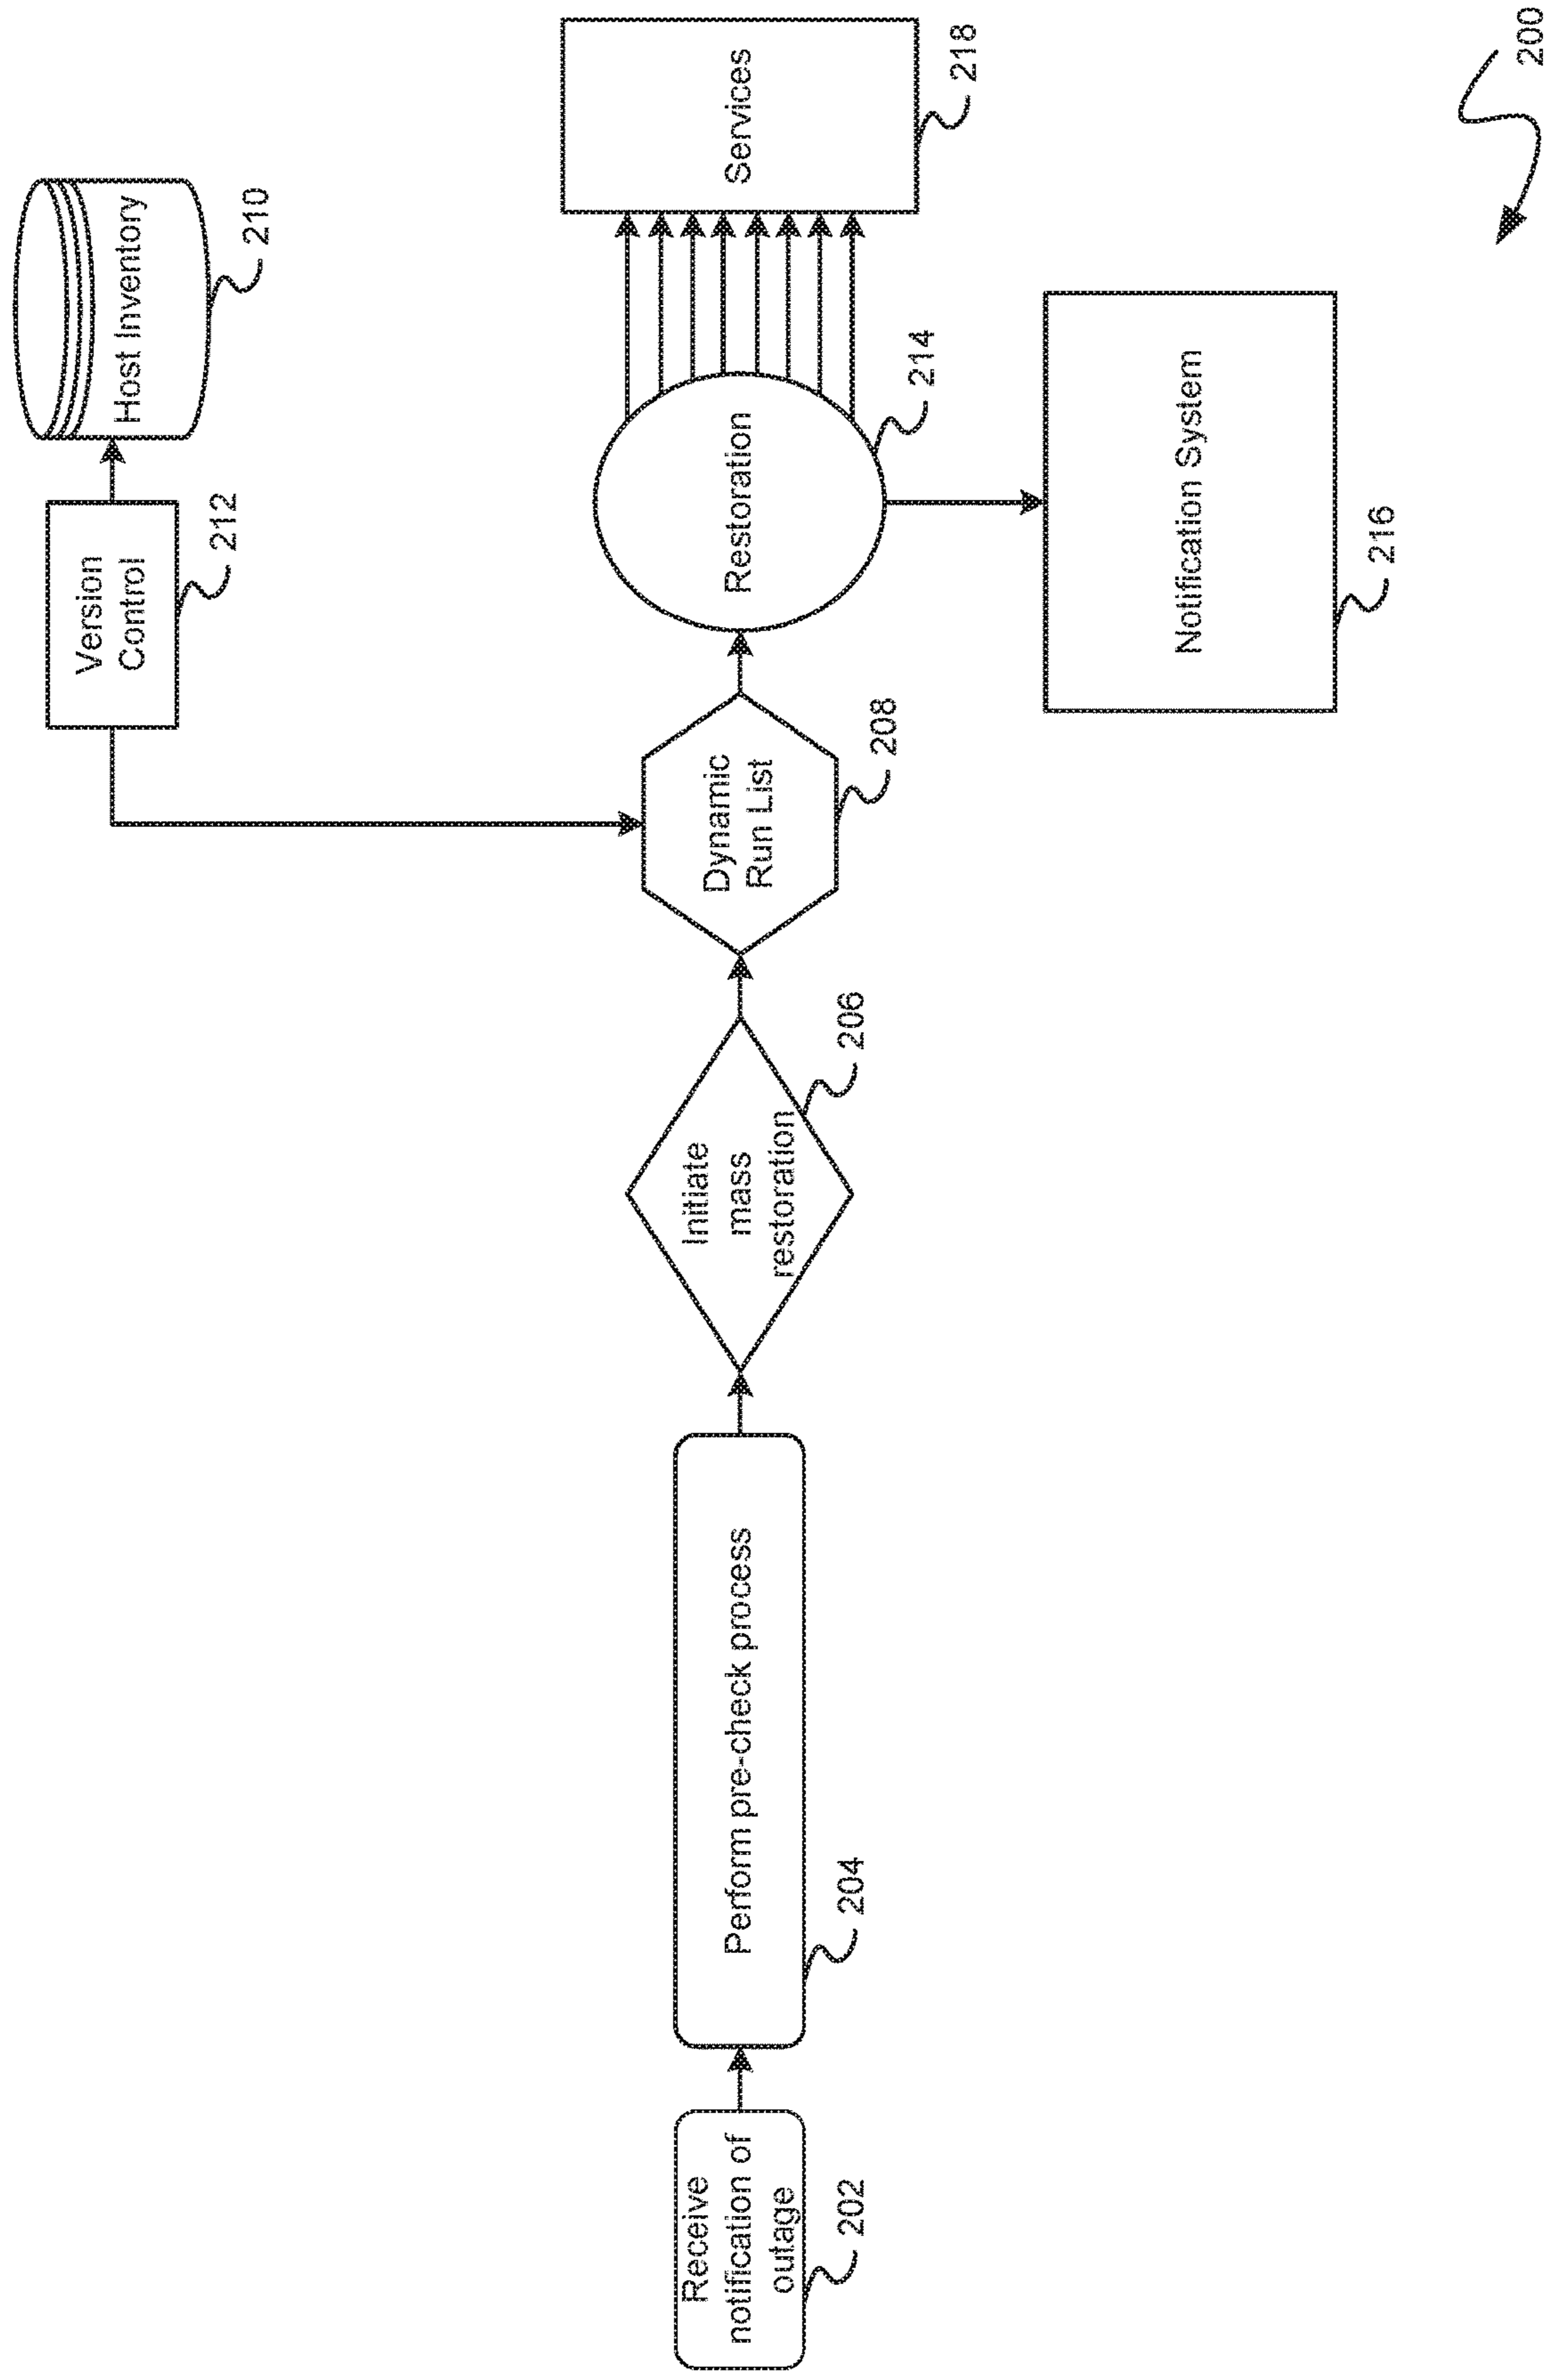 Receive
notification of
outage
202
Perform pre-check process
204
Initiate
mass
restoration
206
Dynamic
Run List
208
Version
Control
212
Host Inventory
210
Restoration
214
Services
218
Notification System
216
200